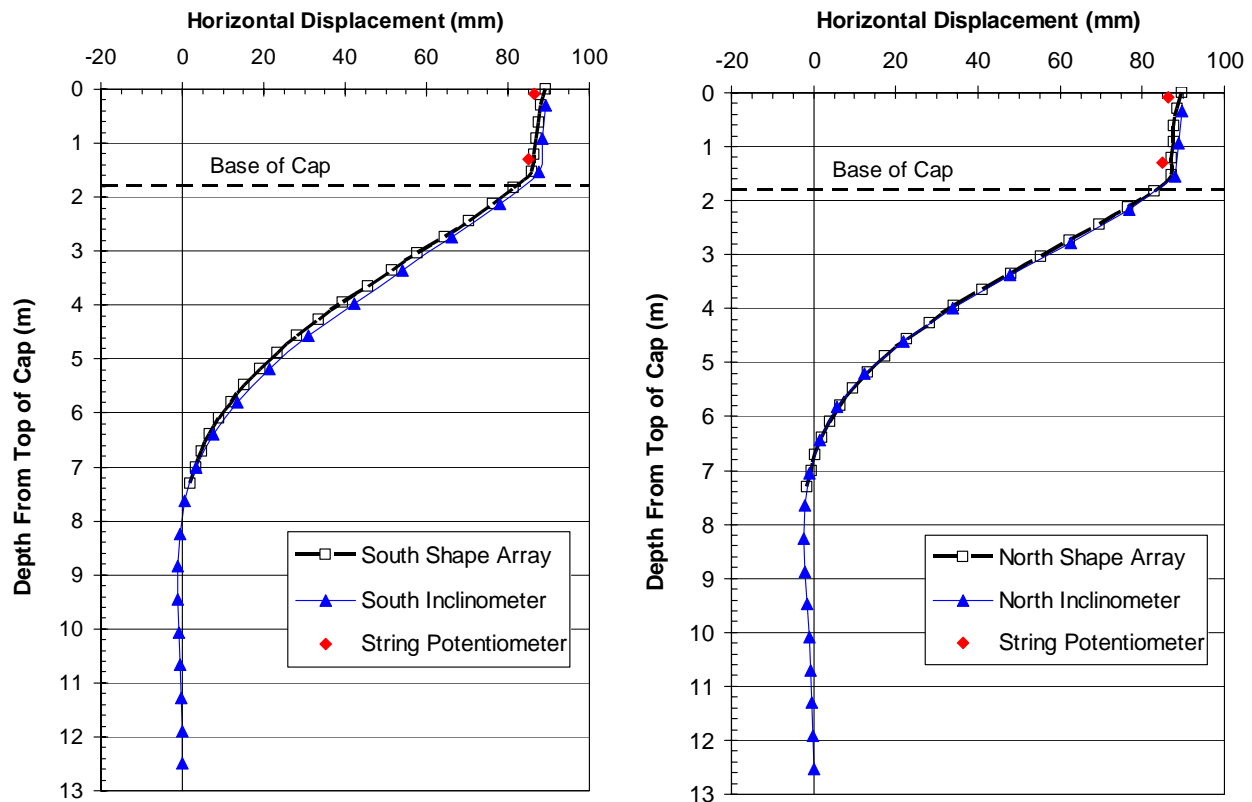 Horizontal Displacement (mm)
-20 0 20 40 60 80 100
0
1
2
3
4
5
6
7
8
9
10
11
12
13
Depth From Top of Cap (m)
Base of Cap
South Shape Array
South Inclinometer
String Potentiometer
Horizontal Displacement (mm)
-20 0 20 40 60 80 100
0
1
2
3
4
5
6
7
8
9
10
11
12
13
Depth From Top of Cap (m)
Base of Cap
North Shape Array
North Inclinometer
String Potentiometer